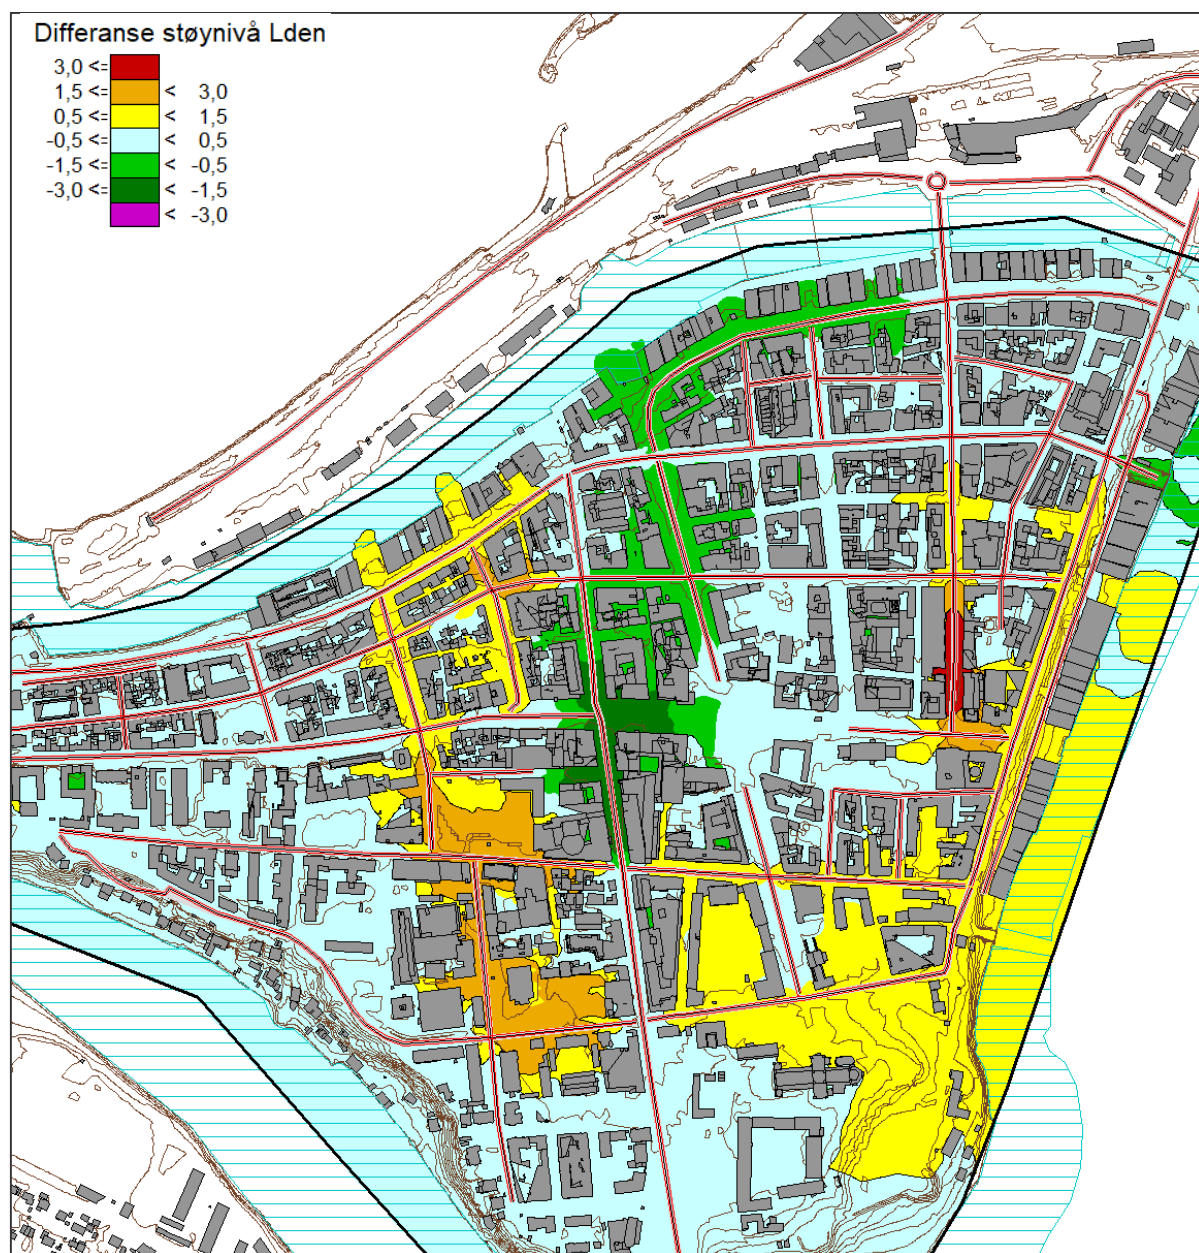 Differanse støynivå Lden
3,0 <=
1,5 <= < 3,0
0,5 <= < 1,5
-0,5 <= < 0,5
-1,5 <= < -0,5
-3,0 <= < -1,5
< -3,0